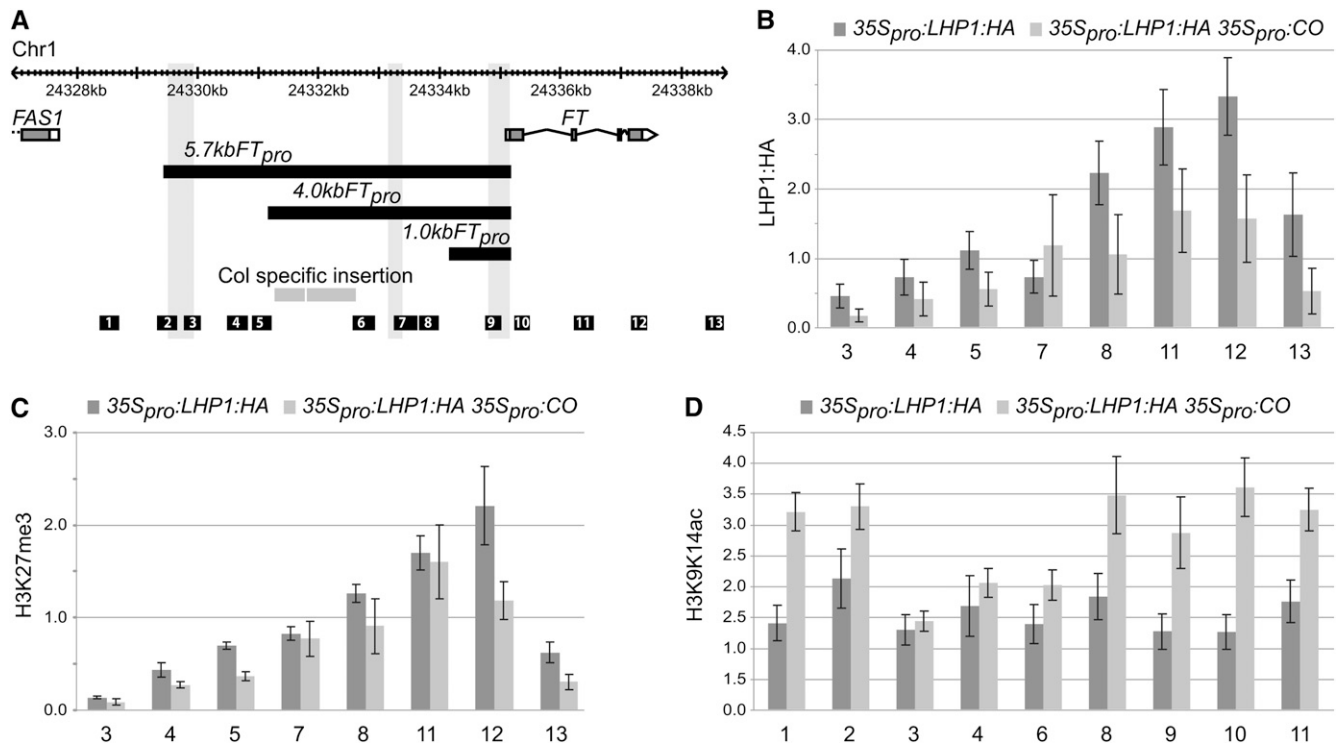 A
Chr1
24328kb 24330kb 24332kb 24334kb 24336kb 24338kb
FAS1 FT
5.7kbFTpro
4.0kbFTpro
1.0kbFTpro
Col specific insertion
1 2 3 4 5 6 7 8 9 10 11 12 13
B
35Spro:LHP1:HA 35Spro:LHP1:HA 35Spro:CO
LHP1:HA
4.0
3.0
2.0
1.0
0.0
3 4 5 7 8 11 12 13
C
35Spro:LHP1:HA 35Spro:LHP1:HA 35Spro:CO
H3K27me3
3.0
2.0
1.0
0.0
3 4 5 7 8 11 12 13
D
35Spro:LHP1:HA 35Spro:LHP1:HA 35Spro:CO
H3K9K14ac
4.5
4.0
3.5
3.0
2.5
2.0
1.5
1.0
1.5
0.0
1 2 3 4 6 8 9 10 11